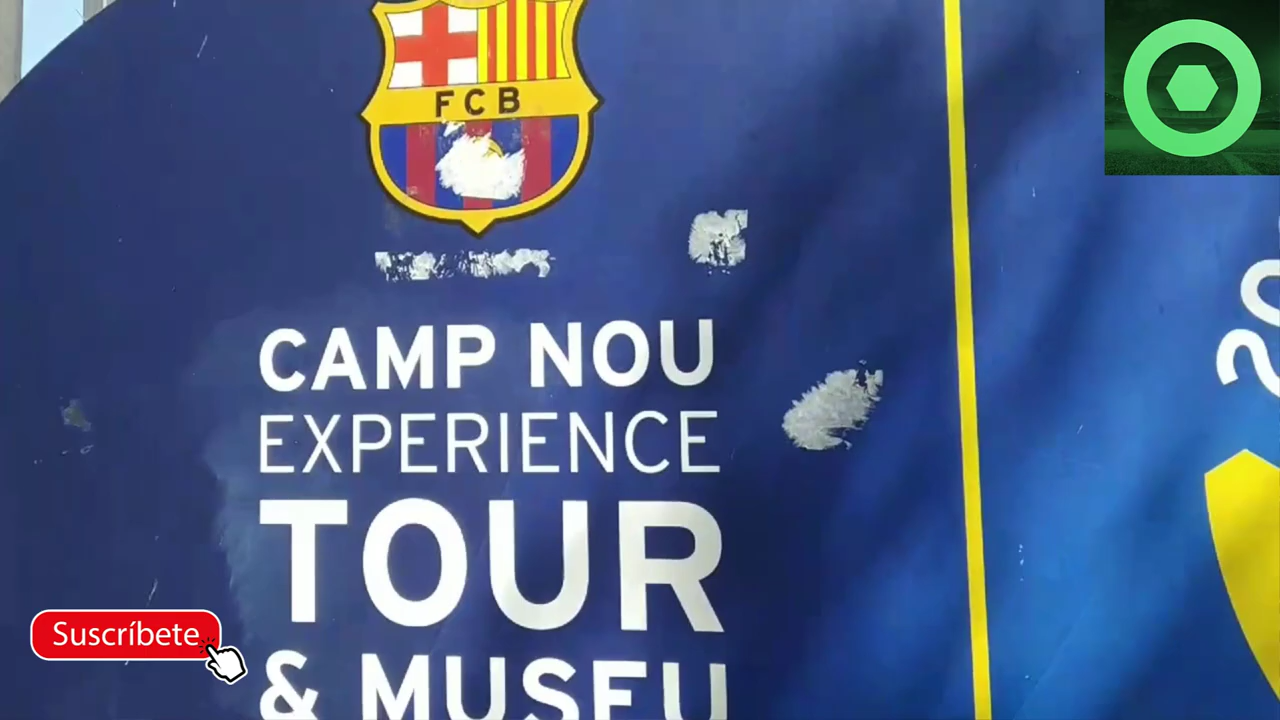 FCB
CAMP NOU
EXPERIENCE
TOUR
& MUSEU
Suscríbete